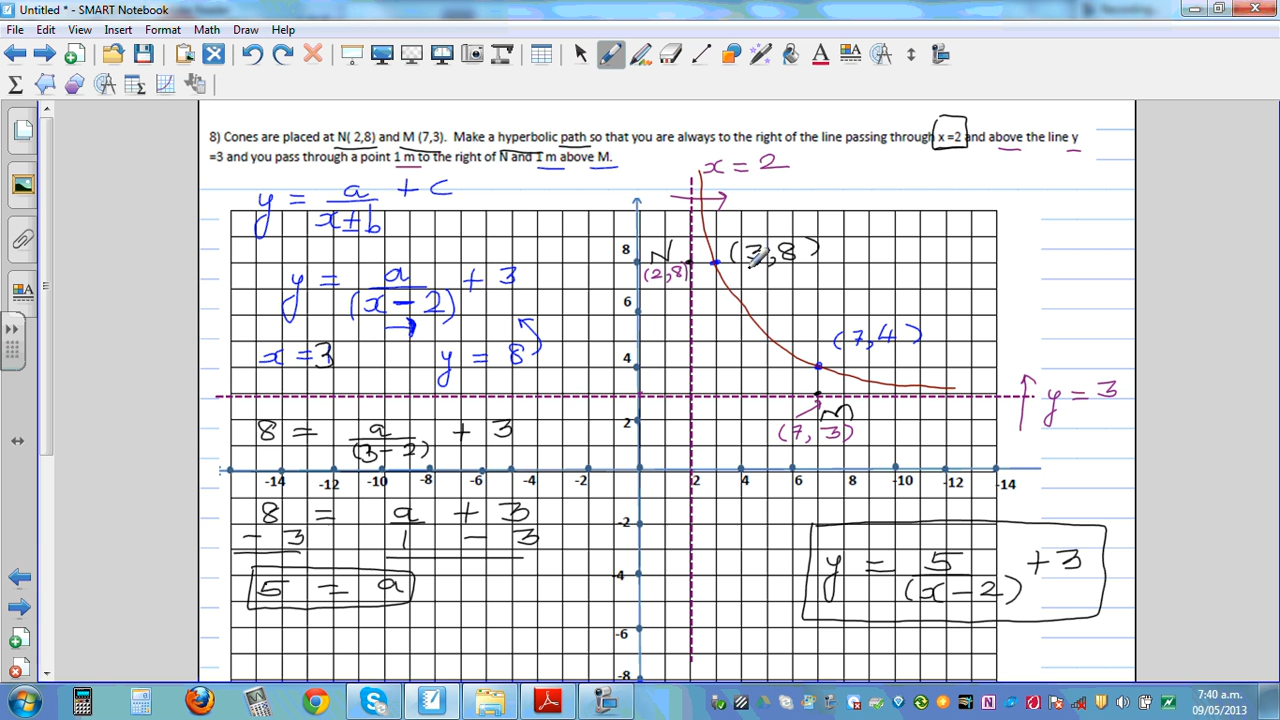 Untitled * - SMART Notebook
File Edit View Insert Format Math Draw Help
8) Cones are placed at N( 2,8) and M (7,3). Make a hyperbolic path so that you are always to the right of the line passing through x =2 and above the line y
=3 and you pass through a point 1 m to the right of N and 1 m above M.
x = 2
y = a/(x ± b) + c
8 N (3,8)
(2,8)
y = a/(x - 2) + 3
6
(7,4)
x = 3 y = 8
4
y = 3
M
2
(7, 3)
8 = a/(3 - 2) + 3
-14 -12 -10 -8 -6 -4 -2 2 4 6 8 -10 -12 -14
8 = a/1 + 3
-2
- 3 - 3
y = 5/(x - 2) + 3
-4
5 = a
-6
-8
7:40 a.m.
09/05/2013